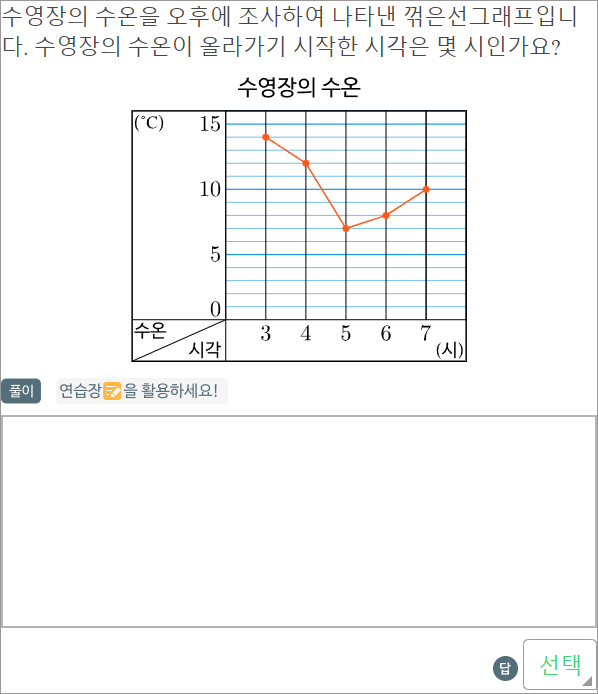 수영장의 수온을 오후에 조사하여 나타낸 꺾은선그래프입니
다. 수영장의 수온이 올라가기 시작한 시각은 몇 시인가요?
수영장의 수온
(°C)
15
10
5
0
수온
시각
3 4 5 6 7
(시)
풀이 연습장을 활용하세요!
답 선택